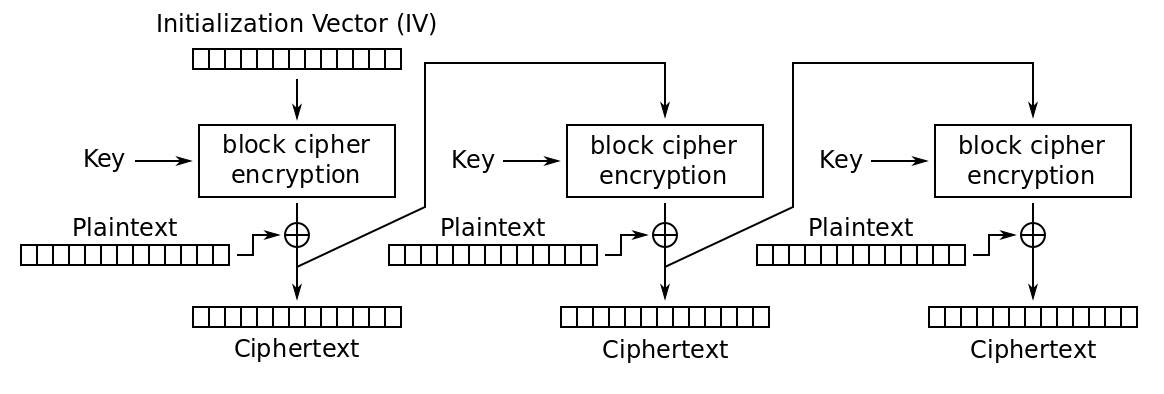 Initialization Vector (IV)
Key
block cipher
encryption
Key
block cipher
encryption
Key
block cipher
encryption
Plaintext
Plaintext
Plaintext
Ciphertext
Ciphertext
Ciphertext